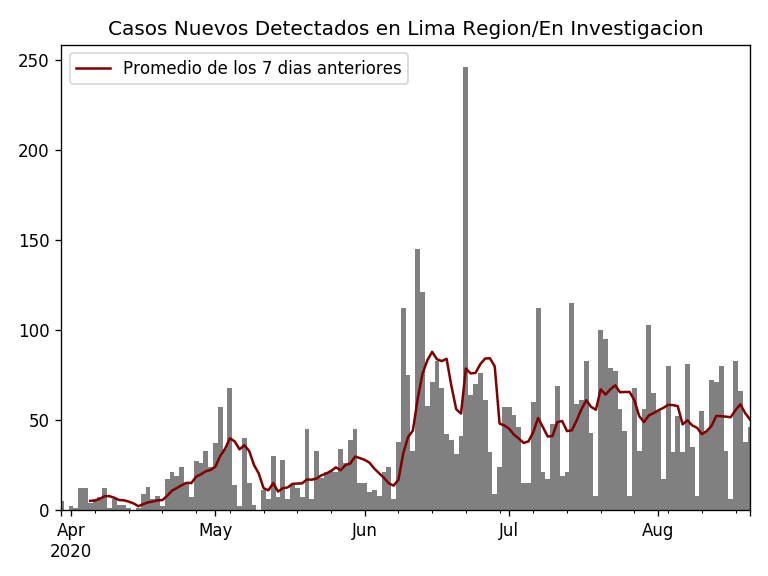 Casos Nuevos Detectados en Lima Region/En Investigacion
Promedio de los 7 dias anteriores
250
200
150
100
50
0
Apr May Jun Jul Aug
2020